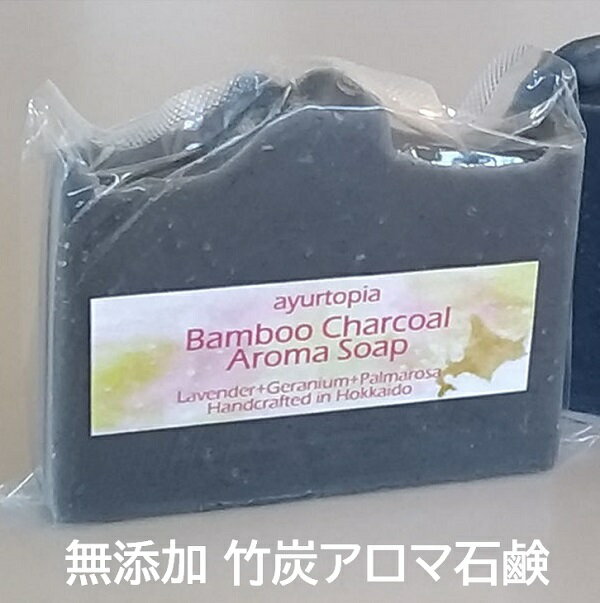 ayurtopia
Bamboo Charcoal
Aroma Soap
Lavender+Geranium+Palmarosa
Handcrafted in Hokkaido
無添加 竹炭アロマ石鹸